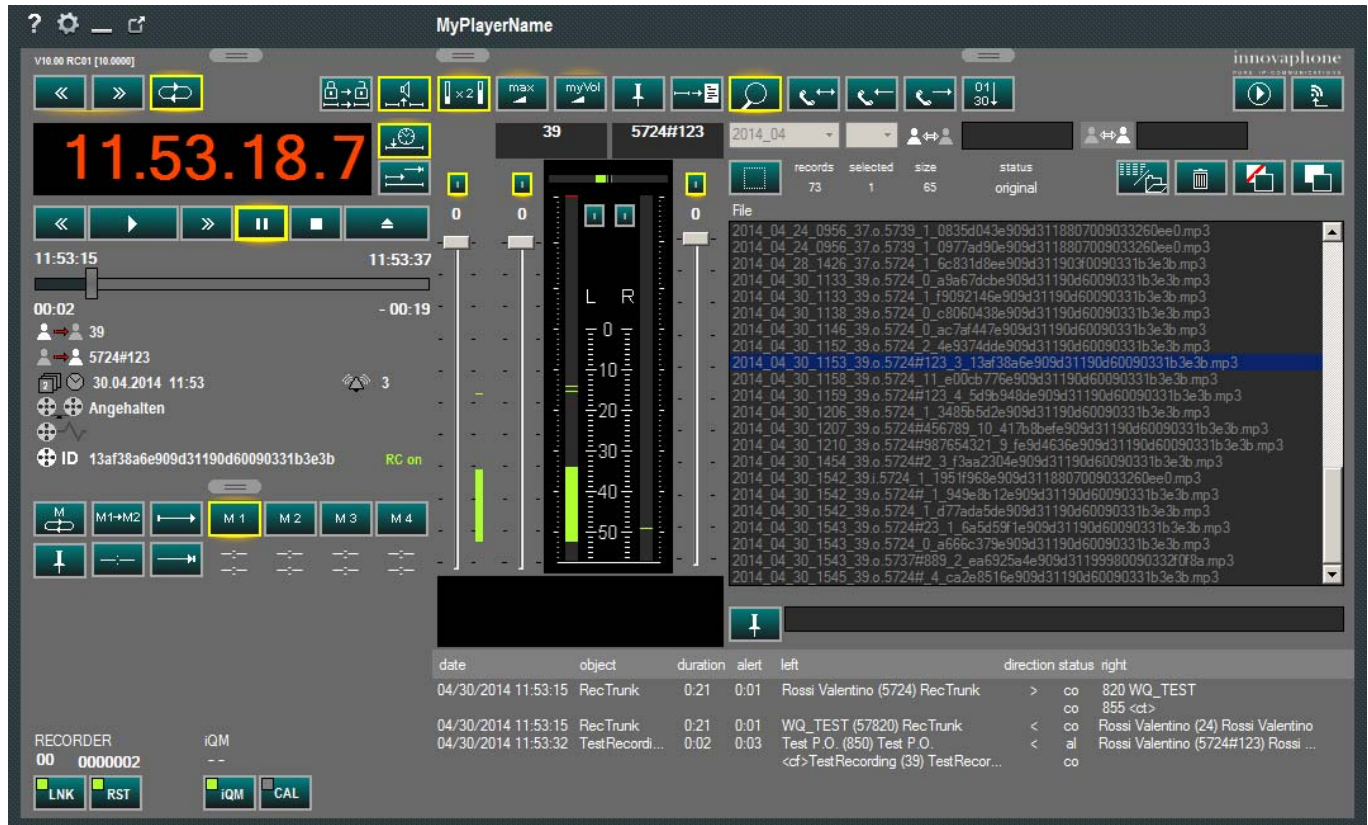 ? MyPlayerName
V10.00 RC01 [10.0000]
innovaphone
PURE IP COMMUNICATIONS
x2 max myVol 01 30
11.53.18.7
39 5724#123
2014_04
records selected size status
73 1 65 original
0 0 0
File
11:53:15 11:53:37
00:02 - 00:19
39
5724#123
2 30.04.2014 11:53 3
Angehalten
ID 13af38a6e909d31190d60090331b3e3b RC on
L R
0
10
20
30
40
50
2014_04_24_0956_37.o.5739_1_0835d043e909d3118807009033260ee0.mp3
2014_04_24_0956_37.o.5739_1_0977ad90e909d3118807009033260ee0.mp3
2014_04_28_1426_37.o.5724_1_6c831d8ee909d311903f0090331b3e3b.mp3
2014_04_30_1133_39.o.5724_0_a9a67dcbe909d31190d60090331b3e3b.mp3
2014_04_30_1133_39.o.5724_1_f9092146e909d31190d60090331b3e3b.mp3
2014_04_30_1138_39.o.5724_0_c8060438e909d31190d60090331b3e3b.mp3
2014_04_30_1146_39.o.5724_0_ac7af447e909d31190d60090331b3e3b.mp3
2014_04_30_1152_39.o.5724_2_4e9374dde909d31190d60090331b3e3b.mp3
2014_04_30_1153_39.o.5724#123_3_13af38a6e909d31190d60090331b3e3b.mp3
2014_04_30_1158_39.o.5724_11_e00cb776e909d31190d60090331b3e3b.mp3
2014_04_30_1159_39.o.5724#123_4_5d9b948de909d31190d60090331b3e3b.mp3
2014_04_30_1206_39.o.5724_1_3485b5d2e909d31190d60090331b3e3b.mp3
2014_04_30_1207_39.o.5724#456789_10_417b8befe909d31190d60090331b3e3b.mp3
2014_04_30_1210_39.o.5724#987654321_9_fe9d4636e909d31190d60090331b3e3b.mp3
2014_04_30_1454_39.o.5724#2_3_f3aa2304e909d31190d60090331b3e3b.mp3
2014_04_30_1542_39.i.5724_1_1951f968e909d3118807009033260ee0.mp3
2014_04_30_1542_39.o.5724#_1_949e8b12e909d31190d60090331b3e3b.mp3
2014_04_30_1542_39.o.5724_1_d77ada5de909d31190d60090331b3e3b.mp3
2014_04_30_1543_39.o.5724#23_1_6a5d59f1e909d31190d60090331b3e3b.mp3
2014_04_30_1543_39.o.5724_0_a666c379e909d31190d60090331b3e3b.mp3
2014_04_30_1543_39.o.5737#889_2_ea6925a4e909d31199980090332f0f8a.mp3
2014_04_30_1545_39.o.5724#_4_ca2e8516e909d31190d60090331b3e3b.mp3
M M1→M2 M 1 M 2 M 3 M 4
date object duration alert left direction status right
04/30/2014 11:53:15 RecTrunk 0:21 0:01 Rossi Valentino (5724) RecTrunk > co 820 WQ_TEST
co 855 <ct>
04/30/2014 11:53:15 RecTrunk 0:21 0:01 WQ_TEST (57820) RecTrunk < co Rossi Valentino (24) Rossi Valentino
04/30/2014 11:53:32 TestRecordi... 0:02 0:03 Test P.O. (850) Test P.O. < al Rossi Valentino (5724#123) Rossi ...
<cf>TestRecording (39) TestRecor... co
RECORDER iQM
00 0000002 --
LNK RST iQM CAL